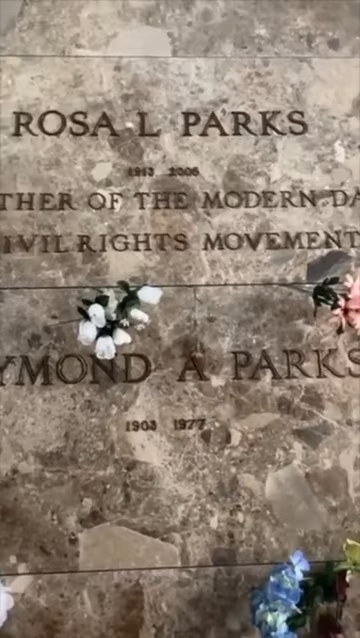 ROSA L PARKS
1913 2005
THER OF THE MODERN DA
IVIL RIGHTS MOVEMENT
YMOND A PARKS
1903 1977